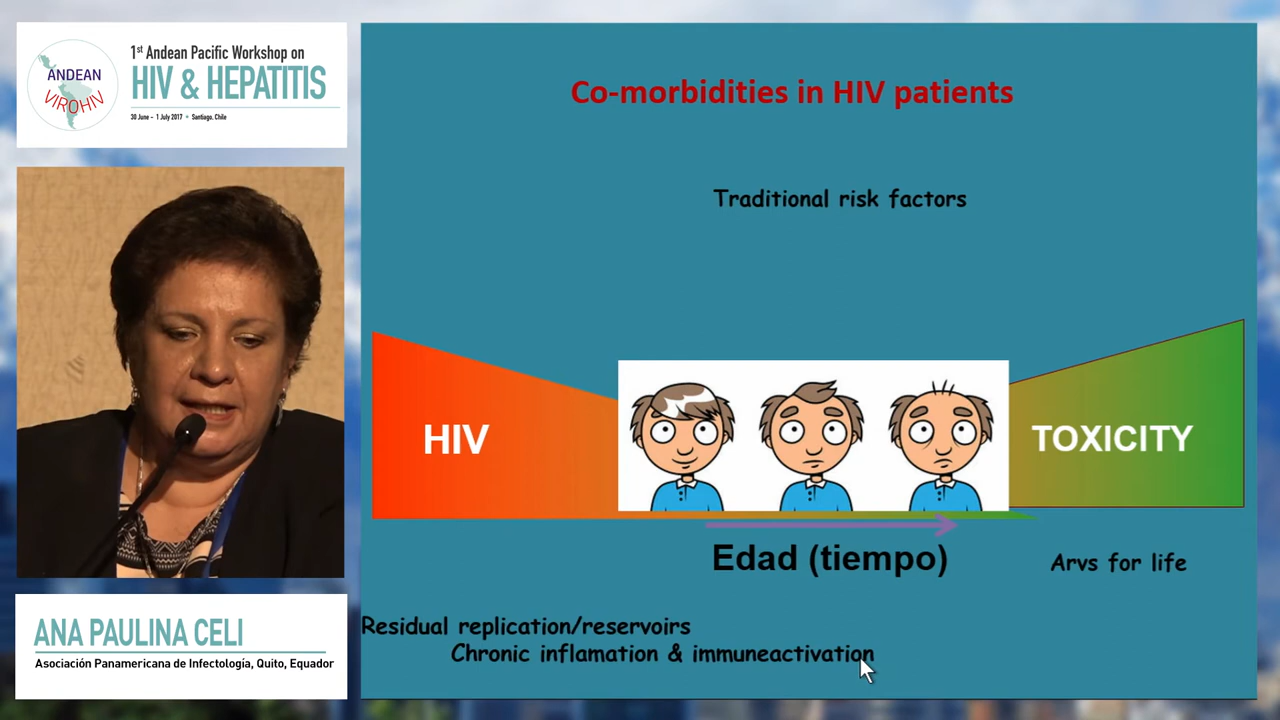 1st Andean Pacific Workshop on
HIV & HEPATITIS
30 June – 1 July 2017 • Santiago, Chile
ANDEAN
VIROHIV
ANA PAULINA CELI
Asociación Panamericana de Infectología, Quito, Equador
Co-morbidities in HIV patients
Traditional risk factors
HIV
TOXICITY
Edad (tiempo)
Arvs for life
Residual replication/reservoirs
Chronic inflamation & immuneactivation